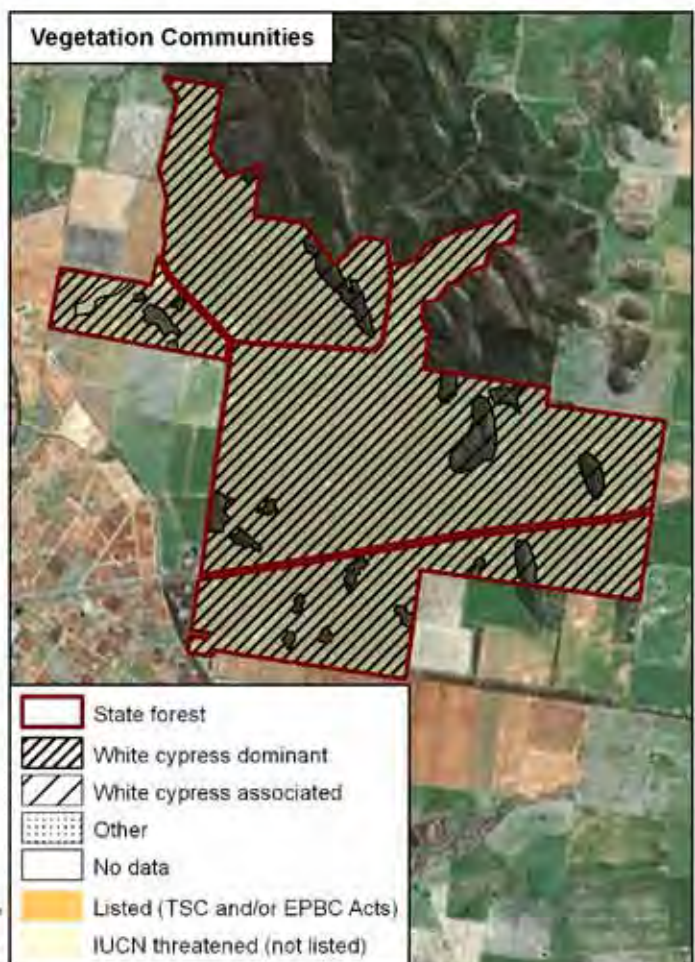 Vegetation Communities
State forest
White cypress dominant
White cypress associated
Other
No data
Listed (TSC and/or EPBC Acts)
IUCN threatened (not listed)